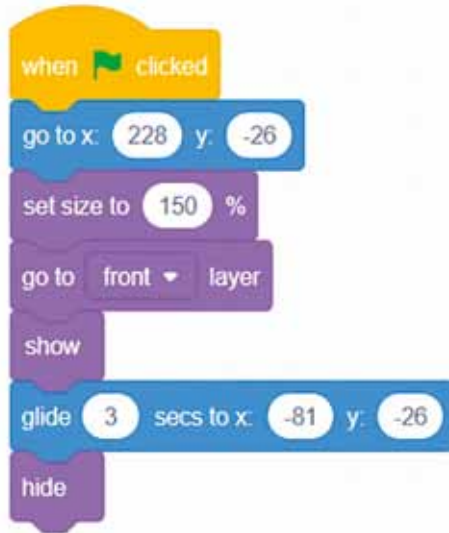 when clicked
go to x: 228 y: -26
set size to 150 %
go to front layer
show
glide 3 secs to x: -81 y: -26
hide